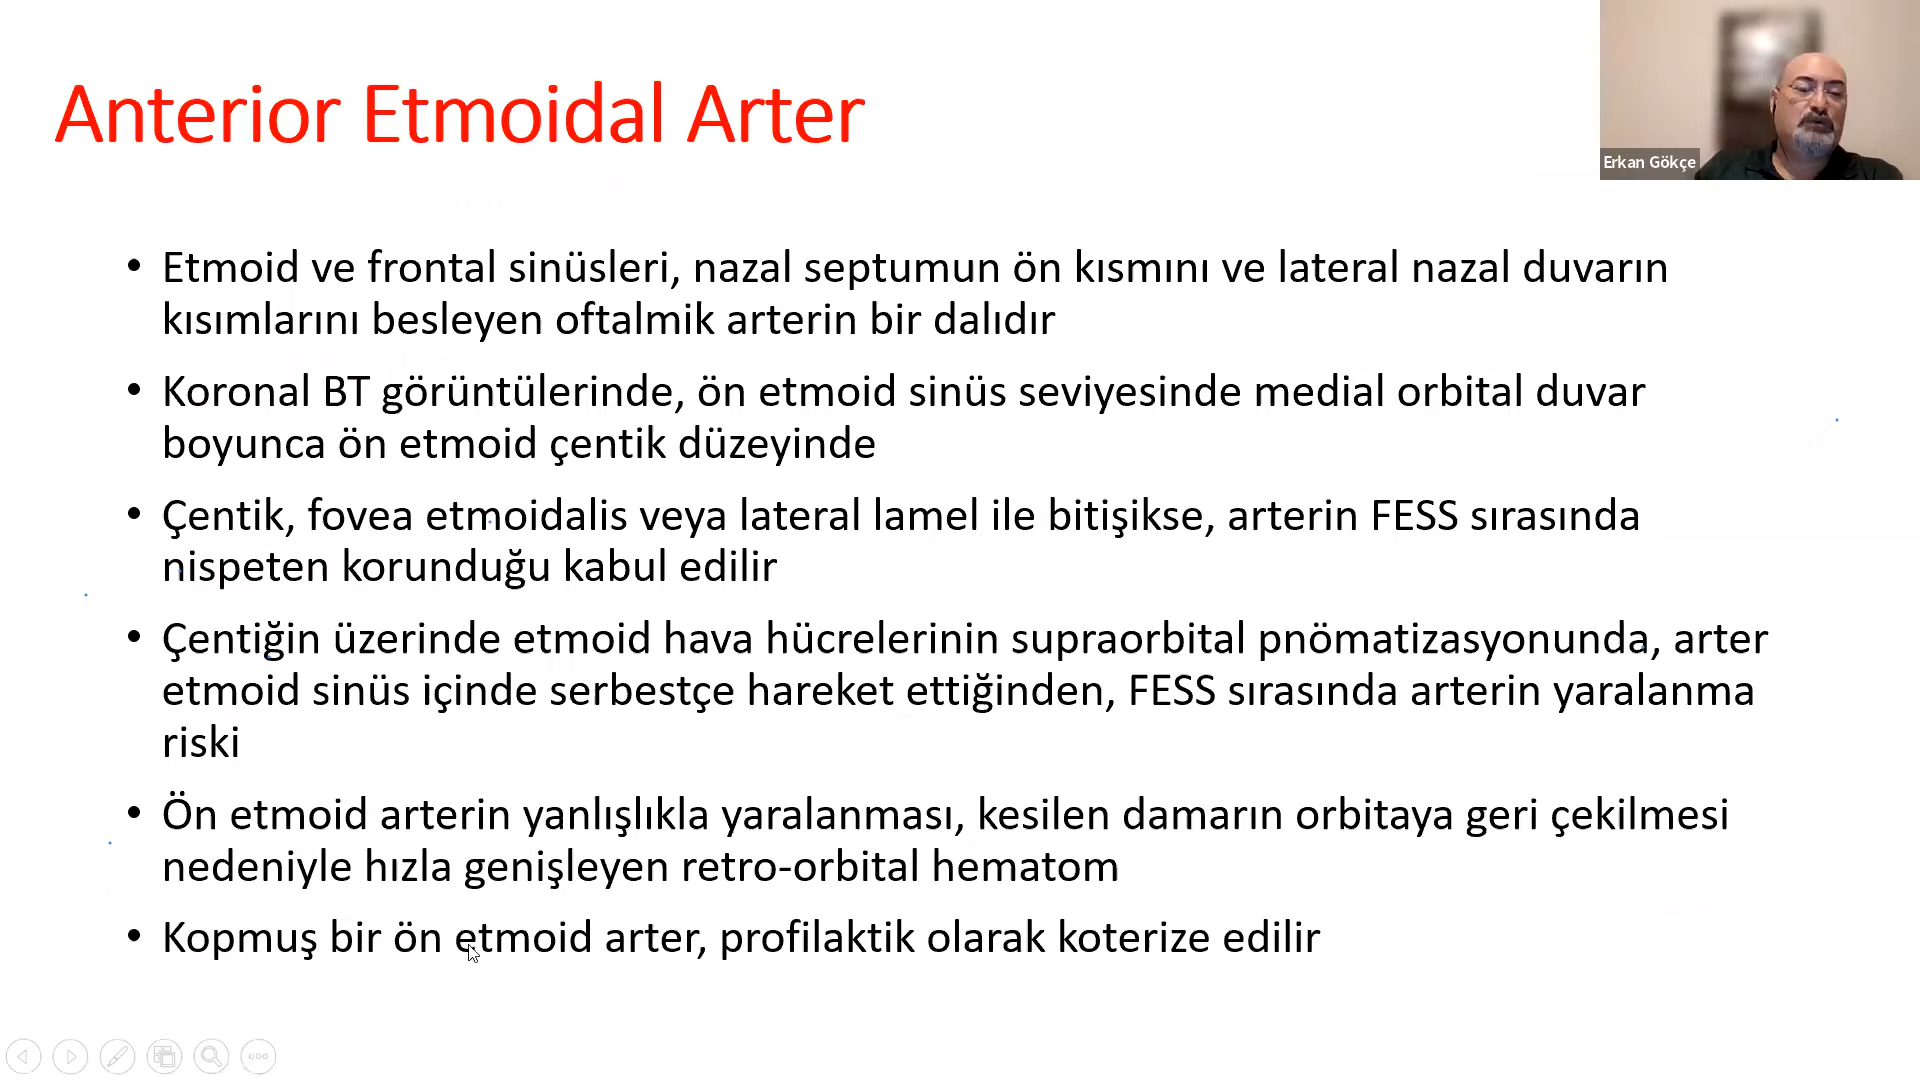 Anterior Etmoidal Arter
Erkan Gökçe
• Etmoid ve frontal sinüsleri, nazal septumun ön kısmını ve lateral nazal duvarın
kısımlarını besleyen oftalmik arterin bir dalıdır
• Koronal BT görüntülerinde, ön etmoid sinüs seviyesinde medial orbital duvar
boyunca ön etmoid çentik düzeyinde
• Çentik, fovea etmoidalis veya lateral lamel ile bitişikse, arterin FESS sırasında
nispeten korunduğu kabul edilir
• Çentiğin üzerinde etmoid hava hücrelerinin supraorbital pnömatizasyonunda, arter
etmoid sinüs içinde serbestçe hareket ettiğinden, FESS sırasında arterin yaralanma
riski
• Ön etmoid arterin yanlışlıkla yaralanması, kesilen damarın orbitaya geri çekilmesi
nedeniyle hızla genişleyen retro-orbital hematom
• Kopmuş bir ön etmoid arter, profilaktik olarak koterize edilir